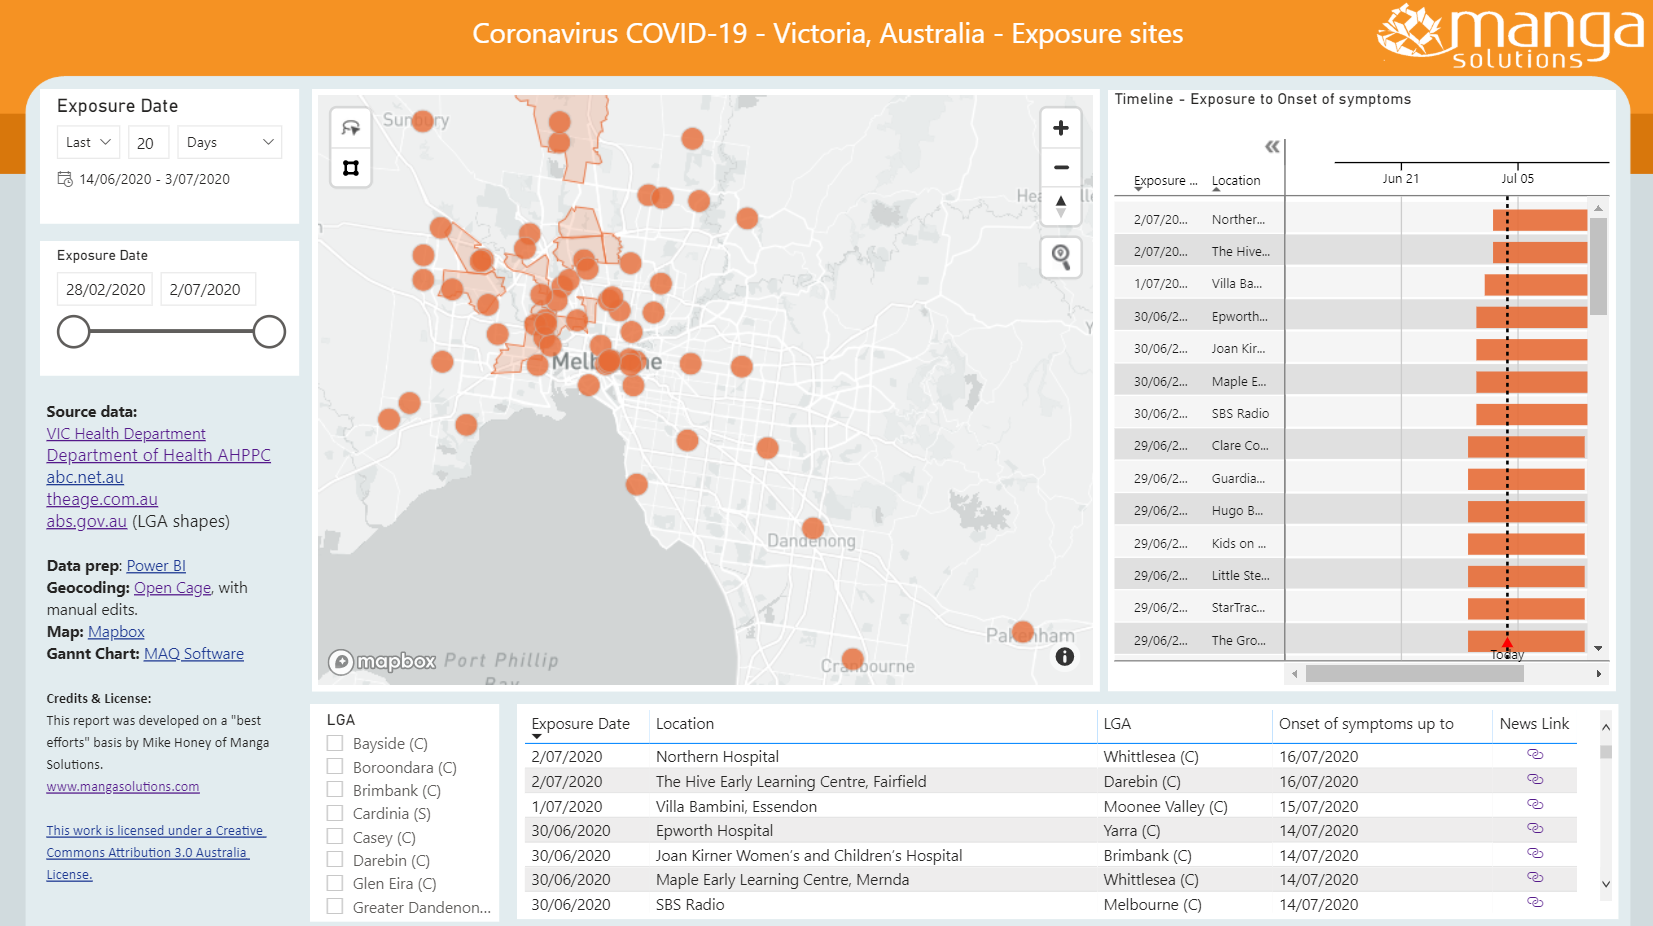 Coronavirus COVID-19 - Victoria, Australia - Exposure sites
manga
solutions
Exposure Date
Last 20 Days
14/06/2020 - 3/07/2020
Exposure Date
28/02/2020 2/07/2020
Source data:
VIC Health Department
Department of Health AHPPC
abc.net.au
theage.com.au
abs.gov.au (LGA shapes)
Data prep: Power BI
Geocoding: Open Cage, with
manual edits.
Map: Mapbox
Gannt Chart: MAQ Software
Credits & License:
This report was developed on a "best
efforts" basis by Mike Honey of Manga
Solutions.
www.mangasolutions.com
This work is licensed under a Creative
Commons Attribution 3.0 Australia
License.
Sunbury
Dandenong
Pakenham
Cranbourne
Port Phillip
Bay
mapbox
Timeline - Exposure to Onset of symptoms
Exposure ... Location Jun 21 Jul 05
2/07/20... Norther...
2/07/20... The Hive...
1/07/20... Villa Ba...
30/06/2... Epworth...
30/06/2... Joan Kir...
30/06/2... Maple E...
30/06/2... SBS Radio
29/06/2... Clare Co...
29/06/2... Guardia...
29/06/2... Hugo B...
29/06/2... Kids on ...
29/06/2... Little Ste...
29/06/2... StarTrac...
29/06/2... The Gro...
Today
LGA
Bayside (C)
Boroondara (C)
Brimbank (C)
Cardinia (S)
Casey (C)
Darebin (C)
Glen Eira (C)
Greater Dandenon...
Exposure Date Location LGA Onset of symptoms up to News Link
2/07/2020 Northern Hospital Whittlesea (C) 16/07/2020
2/07/2020 The Hive Early Learning Centre, Fairfield Darebin (C) 16/07/2020
1/07/2020 Villa Bambini, Essendon Moonee Valley (C) 15/07/2020
30/06/2020 Epworth Hospital Yarra (C) 14/07/2020
30/06/2020 Joan Kirner Women's and Children's Hospital Brimbank (C) 14/07/2020
30/06/2020 Maple Early Learning Centre, Mernda Whittlesea (C) 14/07/2020
30/06/2020 SBS Radio Melbourne (C) 14/07/2020